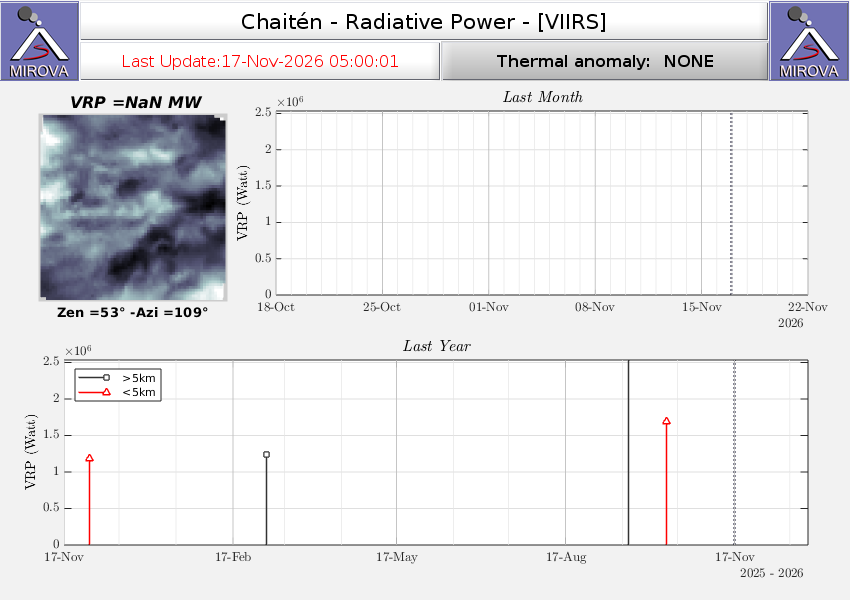 Chaitén - Radiative Power - [VIIRS]
MIROVA
MIROVA
Last Update:17-Nov-2026 05:00:01
Thermal anomaly: NONE
VRP =NaN MW
Zen =53° -Azi =109°
Last Month
×10⁶
VRP (Watt)
2.5
2
1.5
1
0.5
0
18-Oct
25-Oct
01-Nov
08-Nov
15-Nov
22-Nov
2026
Last Year
×10⁶
VRP (Watt)
2.5
2
1.5
1
0.5
0
>5km
<5km
17-Nov
17-Feb
17-May
17-Aug
17-Nov
2025 - 2026